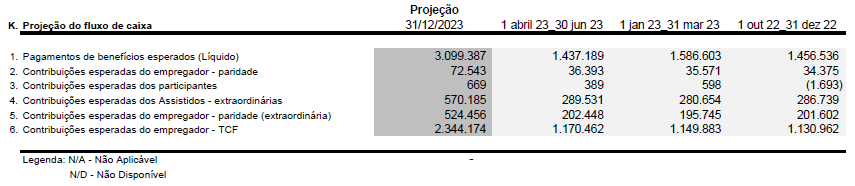 Projeção
K. Projeção do fluxo de caixa 31/12/2023 1 abril 23_30 jun 23 1 jan 23_31 mar 23 1 out 22_31 dez 22
1. Pagamentos de benefícios esperados (Líquido) 3.099.387 1.437.189 1.586.603 1.456.536
2. Contribuições esperadas do empregador - paridade 72.543 36.393 35.571 34.375
3. Contribuições esperadas dos participantes 669 389 598 (1.693)
4. Contribuições esperadas dos Assistidos - extraordinárias 570.185 289.531 280.654 286.739
5. Contribuições esperadas do empregador - paridade (extraordinária) 524.456 202.448 195.745 201.602
6. Contribuições esperadas do empregador - TCF 2.344.174 1.170.462 1.149.883 1.130.962
Legenda: N/A - Não Aplicável -
N/D - Não Disponível